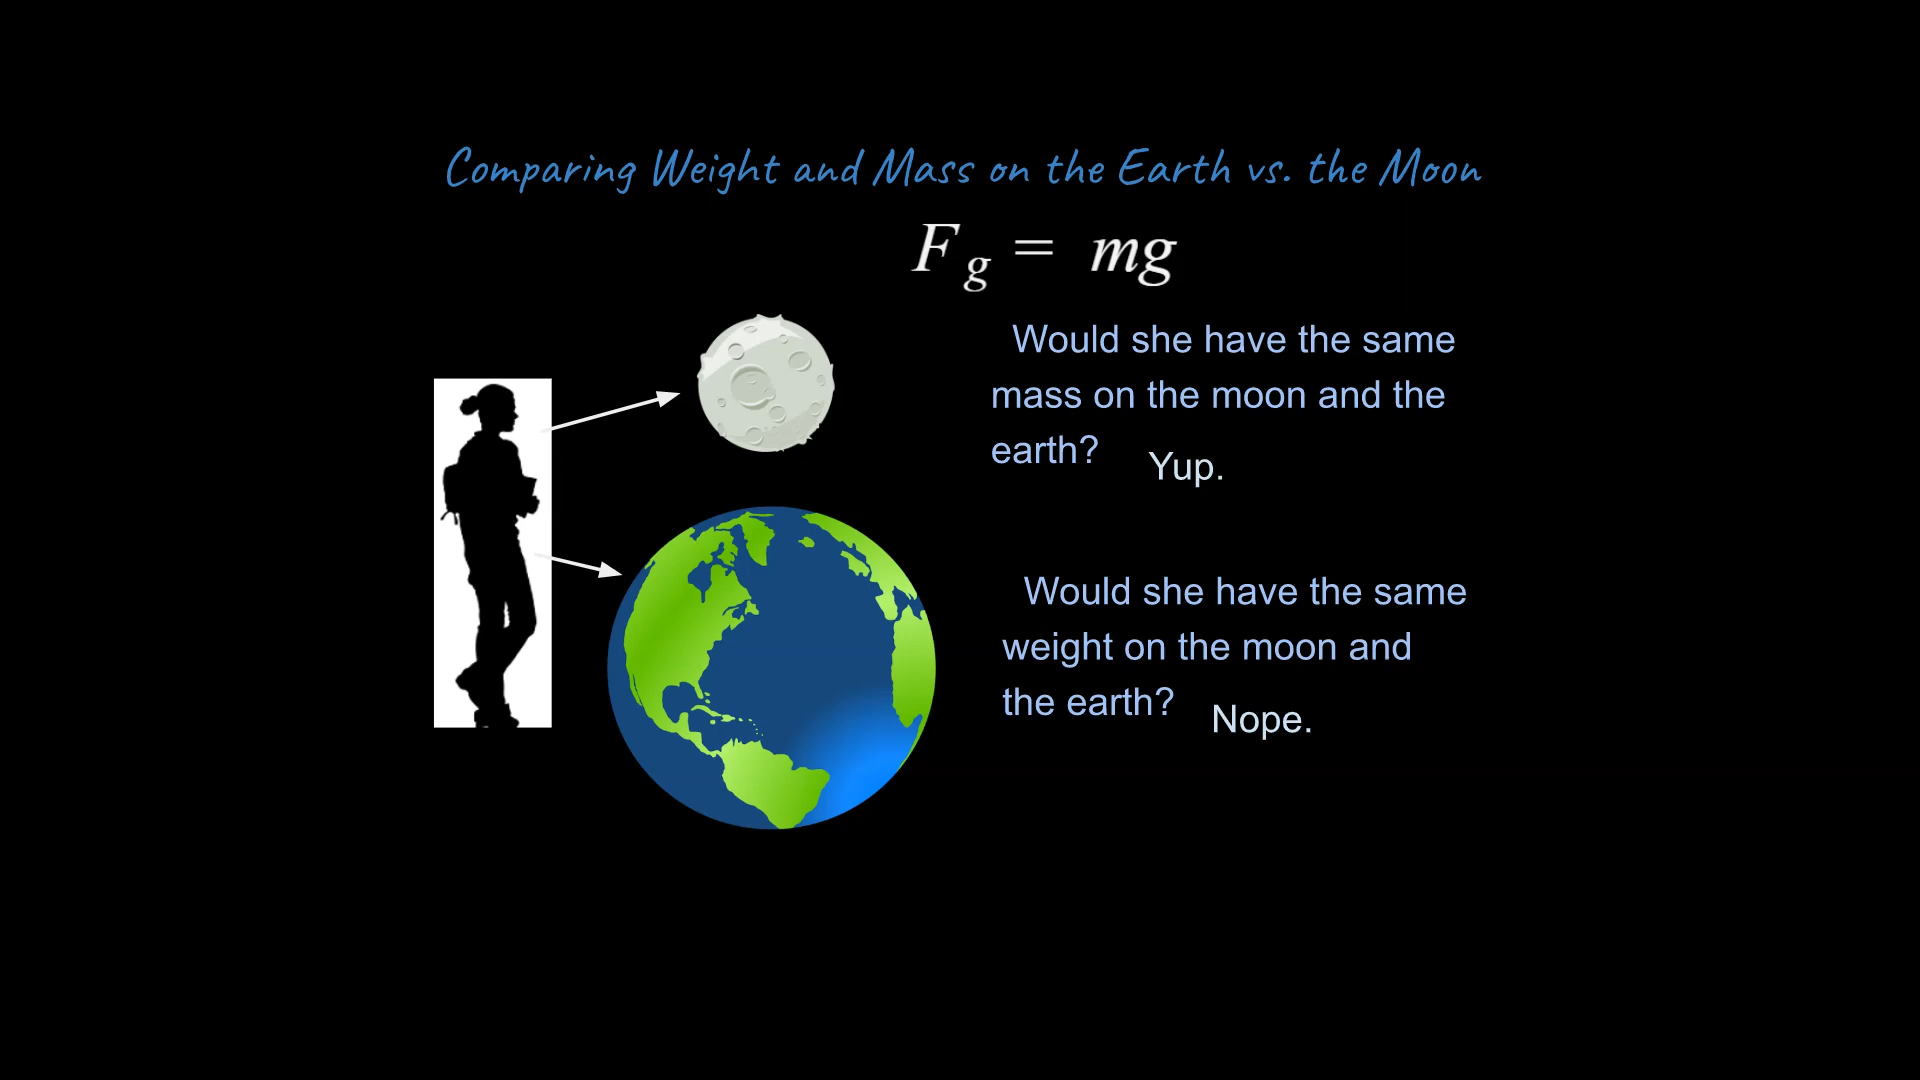 Comparing Weight and Mass on the Earth vs. the Moon
F g = mg
Would she have the same
mass on the moon and the
earth? Yup.
Would she have the same
weight on the moon and
the earth? Nope.